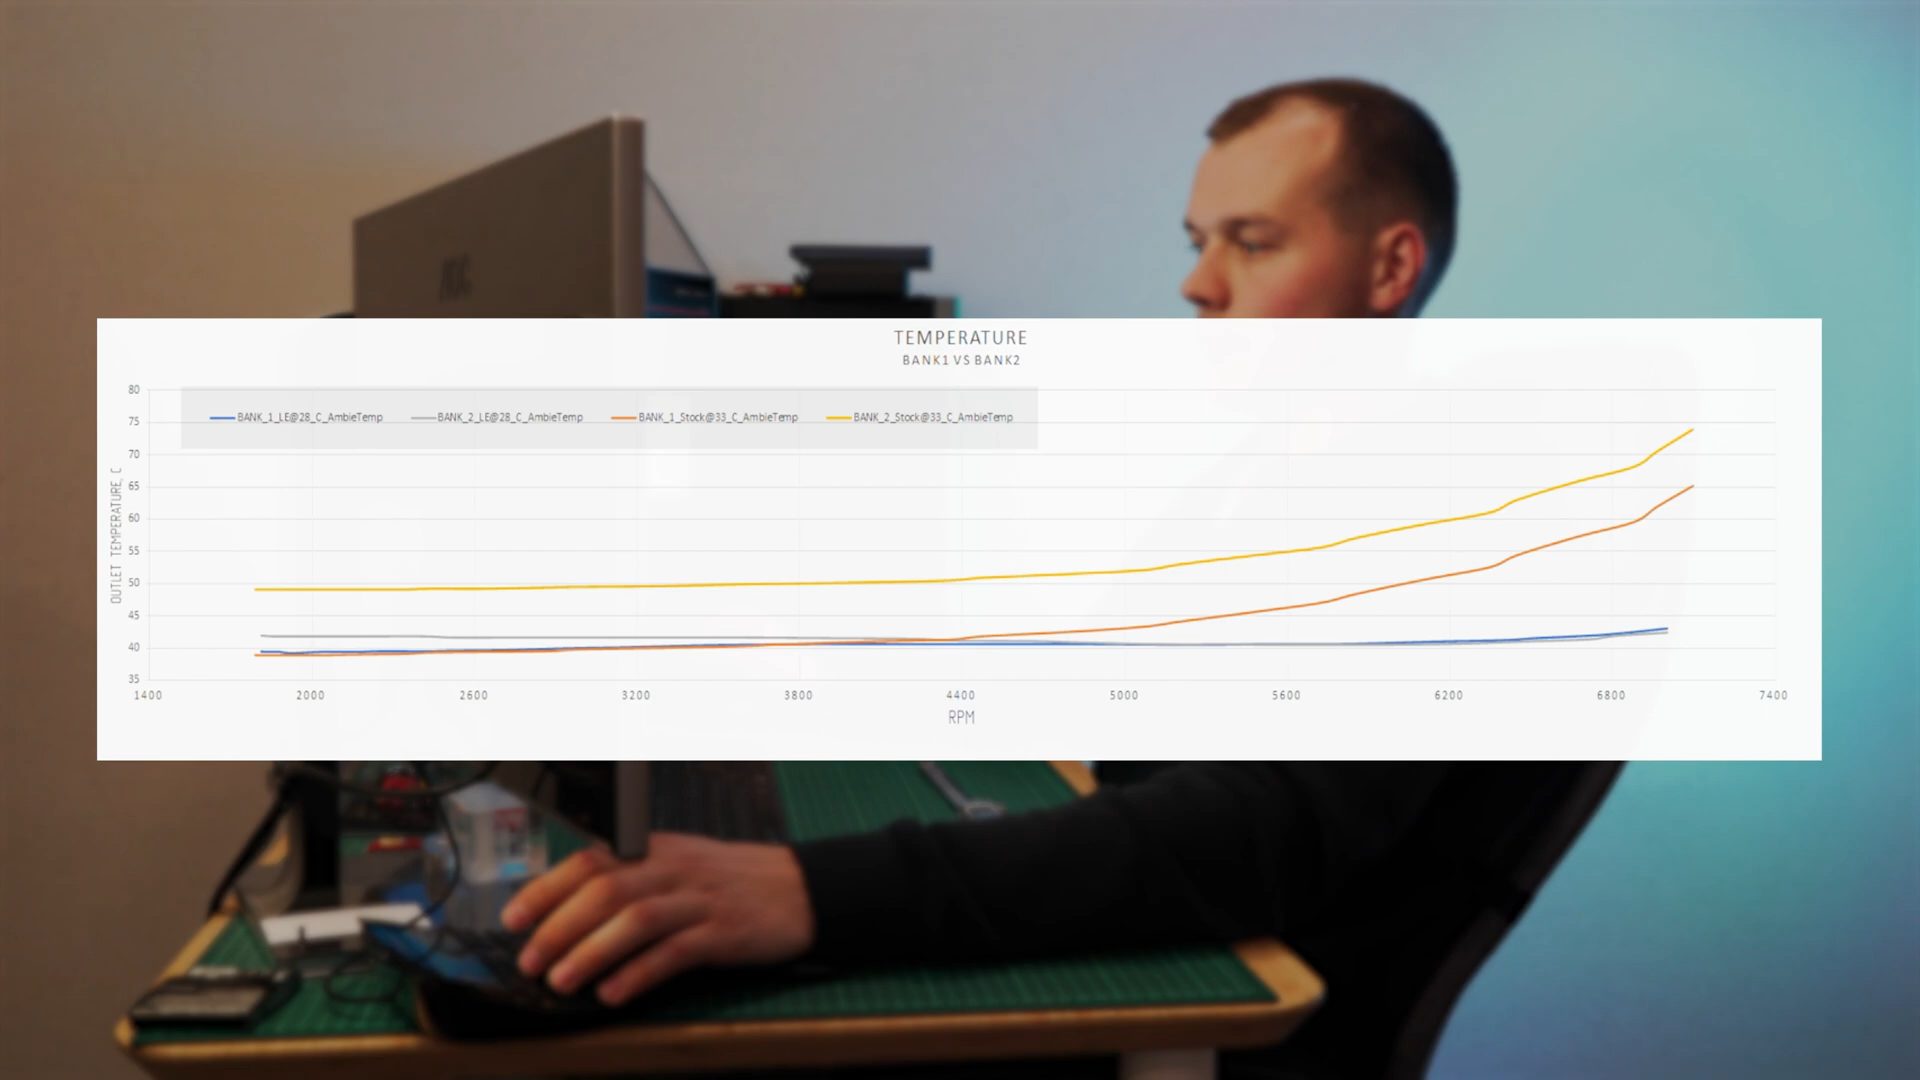 TEMPERATURE
BANK1 VS BANK2
BANK_1_LE@28_C_AmbieTemp BANK_2_LE@28_C_AmbieTemp BANK_1_Stock@33_C_AmbieTemp BANK_2_Stock@33_C_AmbieTemp
OUTLET TEMPERATURE, C
80
75
70
65
60
55
50
45
40
35
1400 2000 2600 3200 3800 4400 5000 5600 6200 6800 7400
RPM